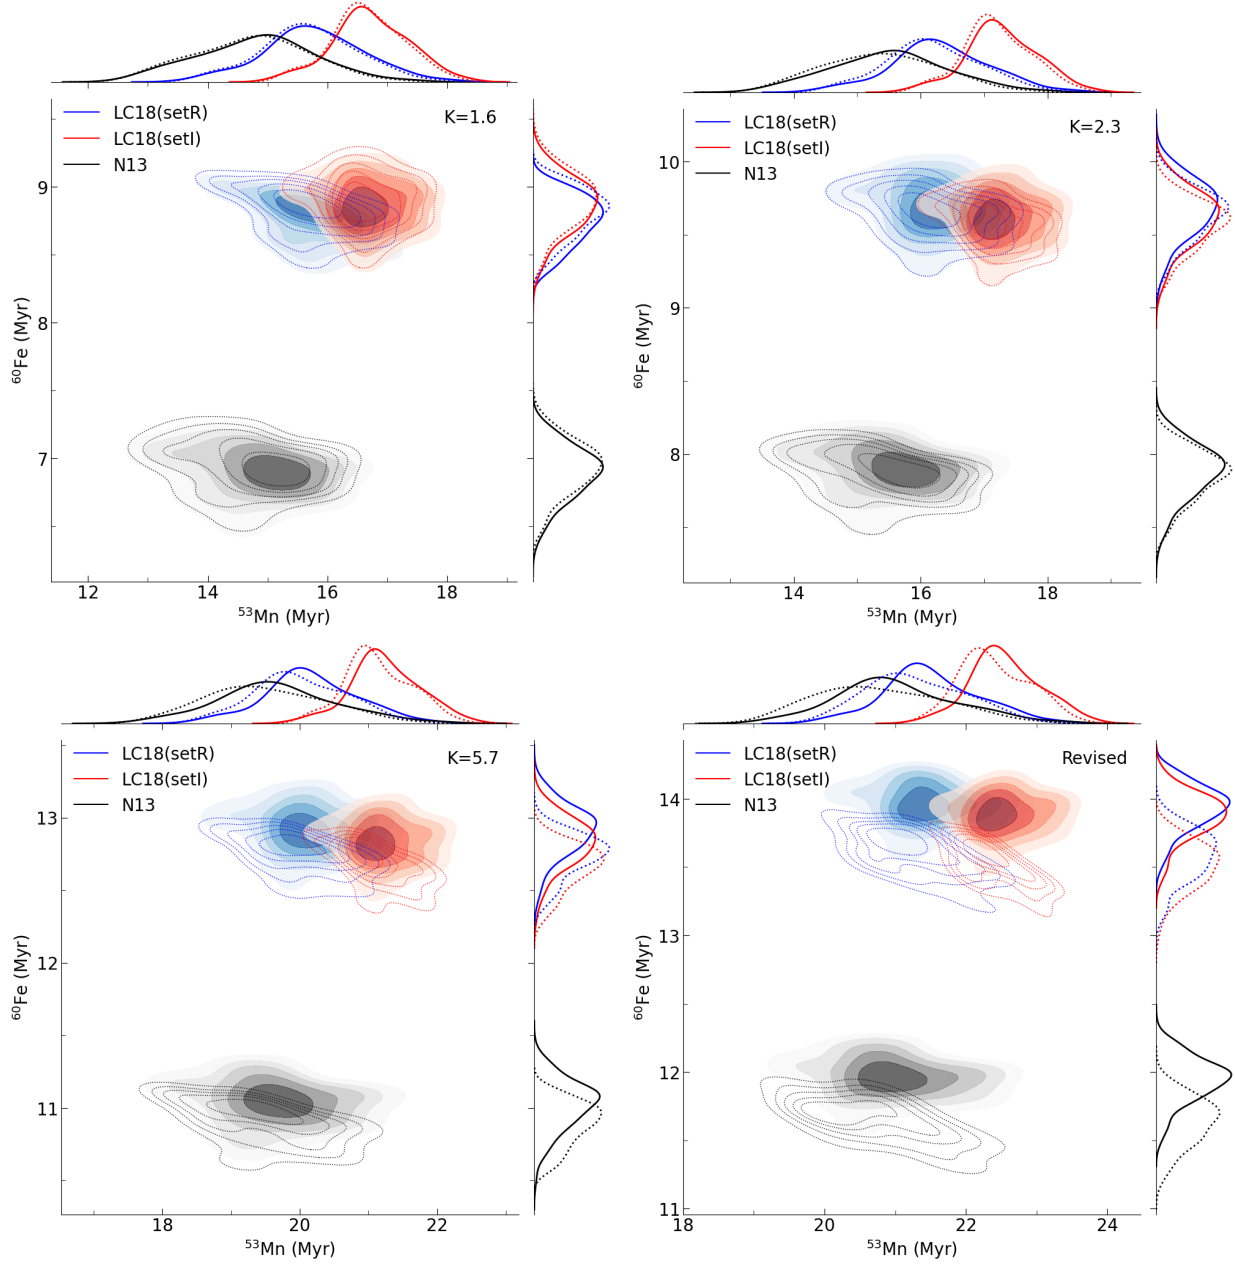 LC18(setR)
LC18(setI)
N13
K=1.6
9
8
7
⁶⁰Fe (Myr)
12 14 16 18
⁵³Mn (Myr)
LC18(setR)
LC18(setI)
N13
K=2.3
10
9
8
⁶⁰Fe (Myr)
14 16 18
⁵³Mn (Myr)
LC18(setR)
LC18(setI)
N13
K=5.7
13
12
11
⁶⁰Fe (Myr)
18 20 22
⁵³Mn (Myr)
LC18(setR)
LC18(setI)
N13
Revised
14
13
12
11
⁶⁰Fe (Myr)
18 20 22 24
⁵³Mn (Myr)